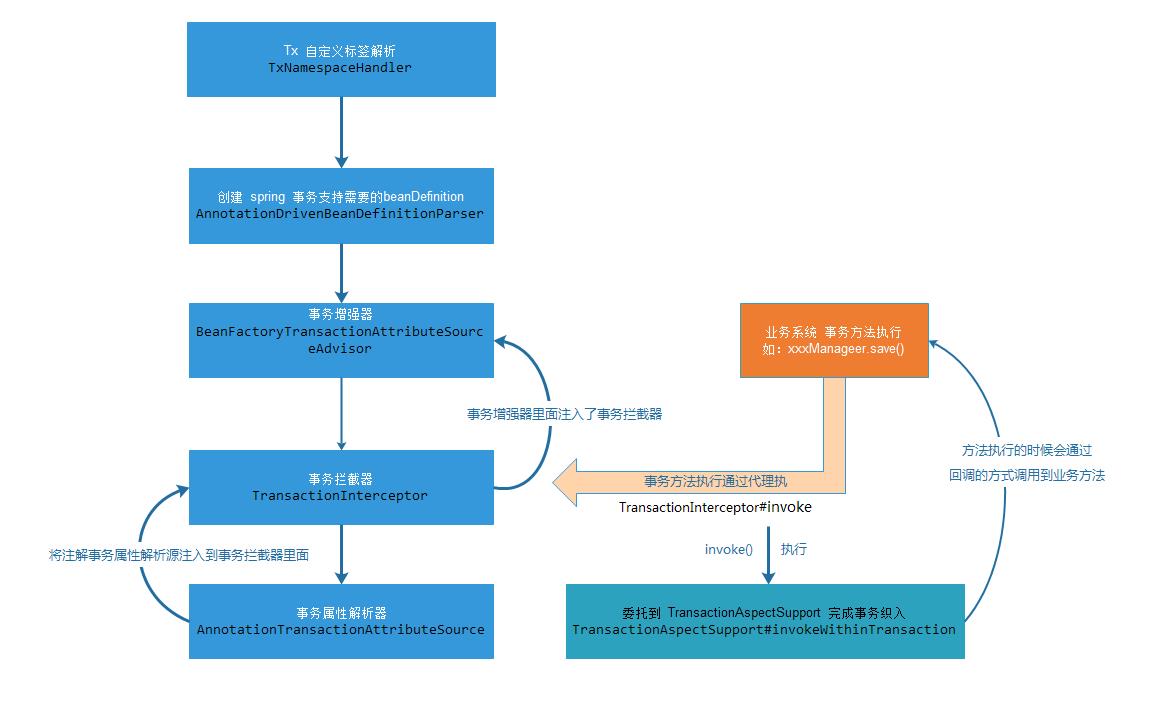 Tx 自定义标签解析
TxNamespaceHandler
创建 spring 事务支持需要的beanDefinition
AnnotationDrivenBeanDefinitionParser
事务增强器
BeanFactoryTransactionAttributeSourc
eAdvisor
事务增强器里面注入了事务拦截器
事务拦截器
TransactionInterceptor
将注解事务属性解析源注入到事务拦截器里面
事务属性解析器
AnnotationTransactionAttributeSource
业务系统 事务方法执行
如：xxxManageer.save()
事务方法执行通过代理执
TransactionInterceptor#invoke
invoke() 执行
方法执行的时候会通过
回调的方式调用到业务方法
委托到 TransactionAspectSupport 完成事务织入
TransactionAspectSupport#invokeWithinTransaction